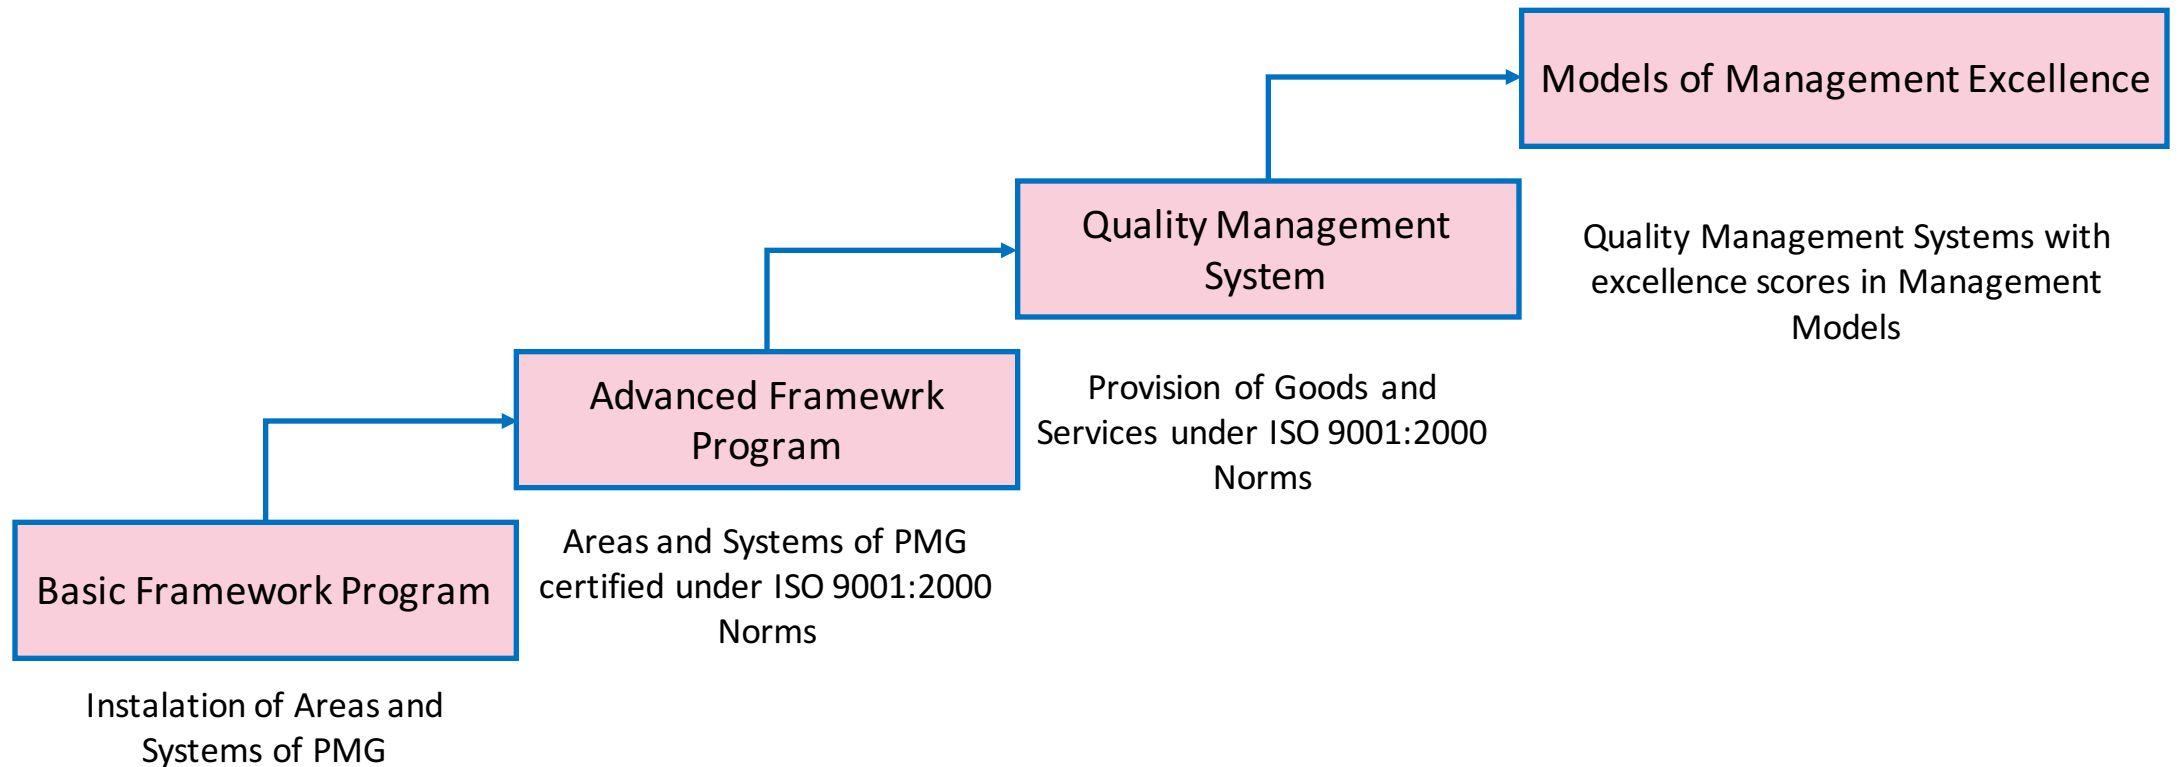 Models of Management Excellence
Quality Management Systems with
excellence scores in Management
Models
Quality Management
System
Provision of Goods and
Services under ISO 9001:2000
Norms
Advanced Framewrk
Program
Areas and Systems of PMG
certified under ISO 9001:2000
Norms
Basic Framework Program
Instalation of Areas and
Systems of PMG